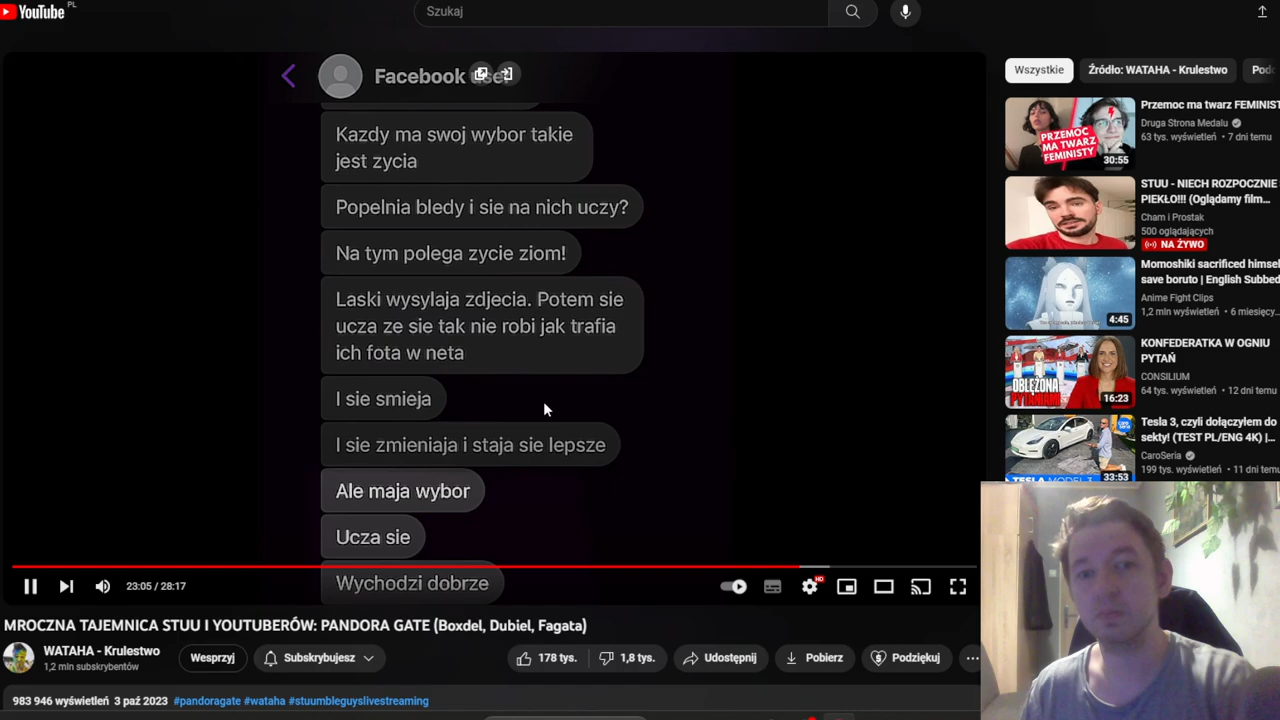 YouTube PL
Szukaj
Facebook
Kazdy ma swoj wybor takie
jest zycia
Popelnia bledy i sie na nich uczy?
Na tym polega zycie ziom!
Laski wysylaja zdjecia. Potem sie
ucza ze sie tak nie robi jak trafia
ich fota w neta
I sie smieja
I sie zmieniaja i staja sie lepsze
Ale maja wybor
Ucza sie
Wychodzi dobrze
23:05 / 28:17
HD
MROCZNA TAJEMNICA STUU I YOUTUBERÓW: PANDORA GATE (Boxdel, Dubiel, Fagata)
WATAHA - Krulestwo
1,2 mln subskrybentów
Wesprzyj
Subskrybujesz
178 tys.
1,8 tys.
Udostępnij
Pobierz
Podziękuj
983 946 wyświetleń 3 paź 2023 #pandoragate #wataha #stuumbleguyslivestreaming
Wszystkie
Źródło: WATAHA - Krulestwo
Pod
PRZEMOC
MA TWARZ
FEMINISTY
30:55
Przemoc ma twarz FEMINIST
Druga Strona Medalu
63 tys. wyświetleń • 7 dni temu
STUU - NIECH ROZPOCZNIE
PIEKŁO!!! (Oglądamy film...
Cham i Prostak
500 oglądających
NA ŻYWO
4:45
Momoshiki sacrificed himse
save boruto | English Subbed
Anime Fight Clips
1,2 mln wyświetleń • 6 miesięcy...
OBLĘŻONA
PYTANIAMI
16:23
KONFEDERATKA W OGNIU
PYTAŃ
CONSILIUM
64 tys. wyświetleń • 12 dni temu
TESLA MODEL 3
33:53
Tesla 3, czyli dołączyłem do
sekty! (TEST PL/ENG 4K) |...
CaroSeria
199 tys. wyświetleń • 11 dni temu